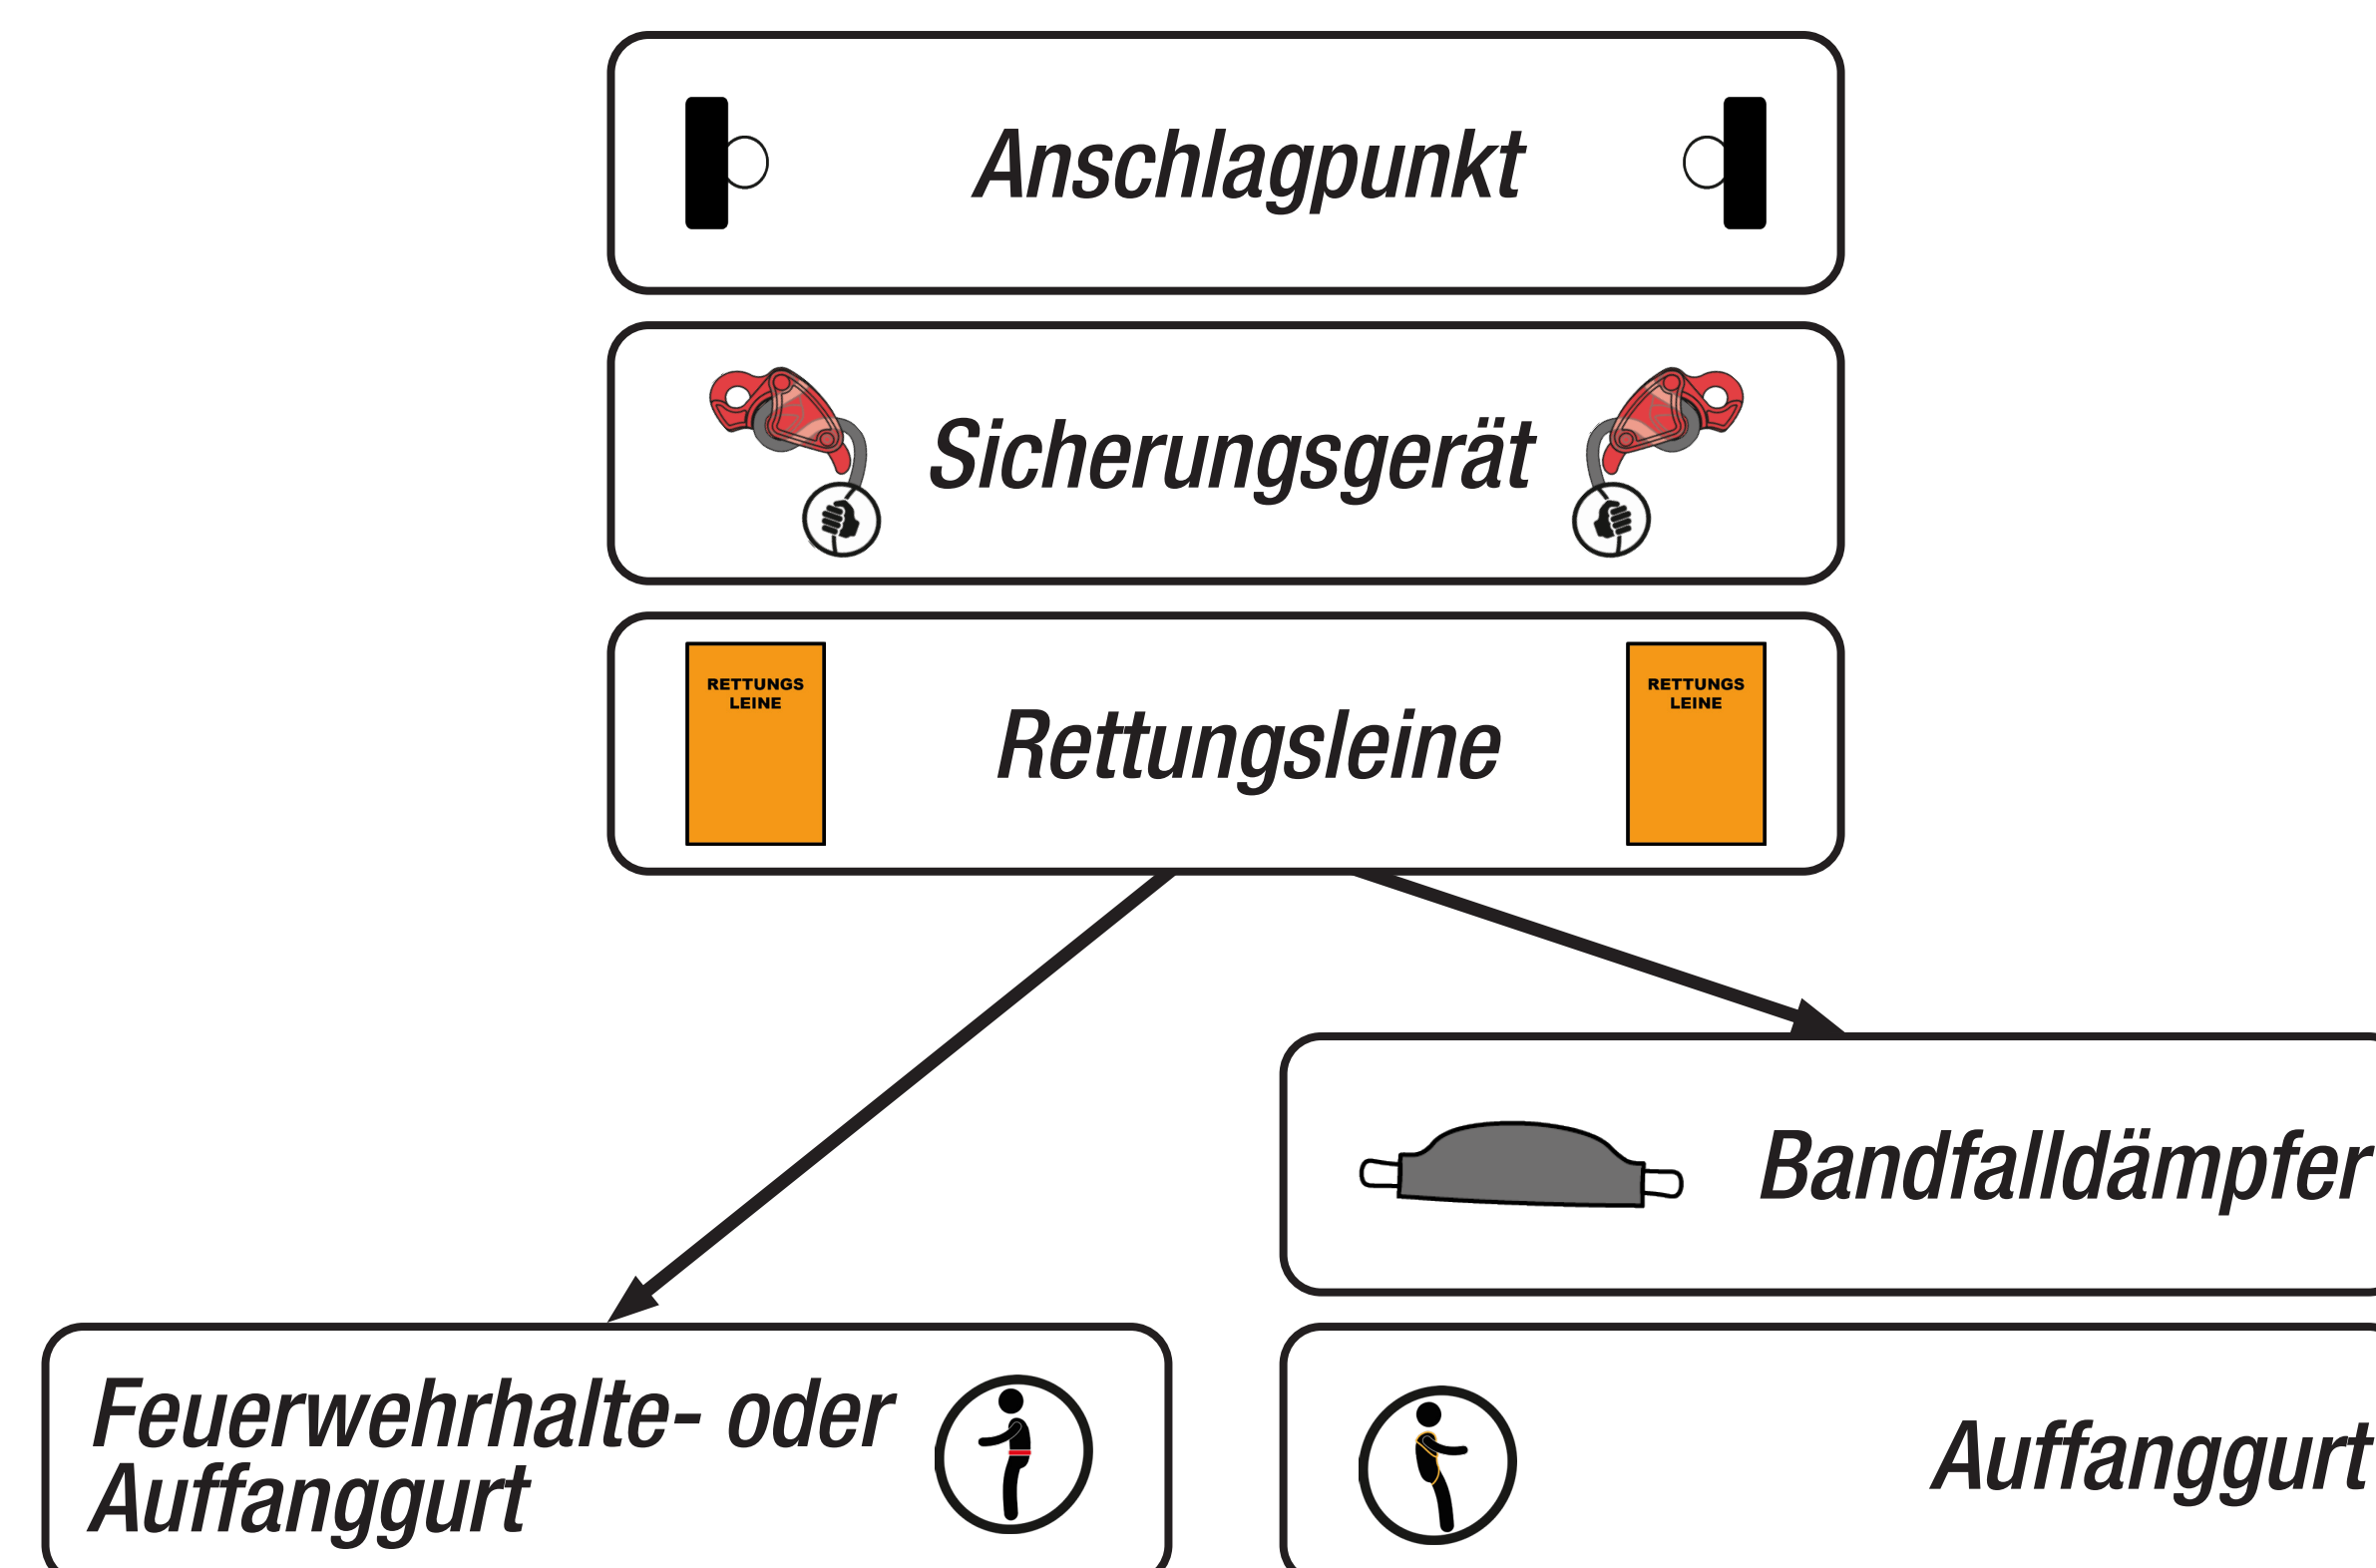 Anschlagpunkt
Sicherungsgerät
RETTUNGS
LEINE
Rettungsleine
RETTUNGS
LEINE
Bandfalldämpfer
Feuerwehrhalte- oder
Auffanggurt
Auffanggurt